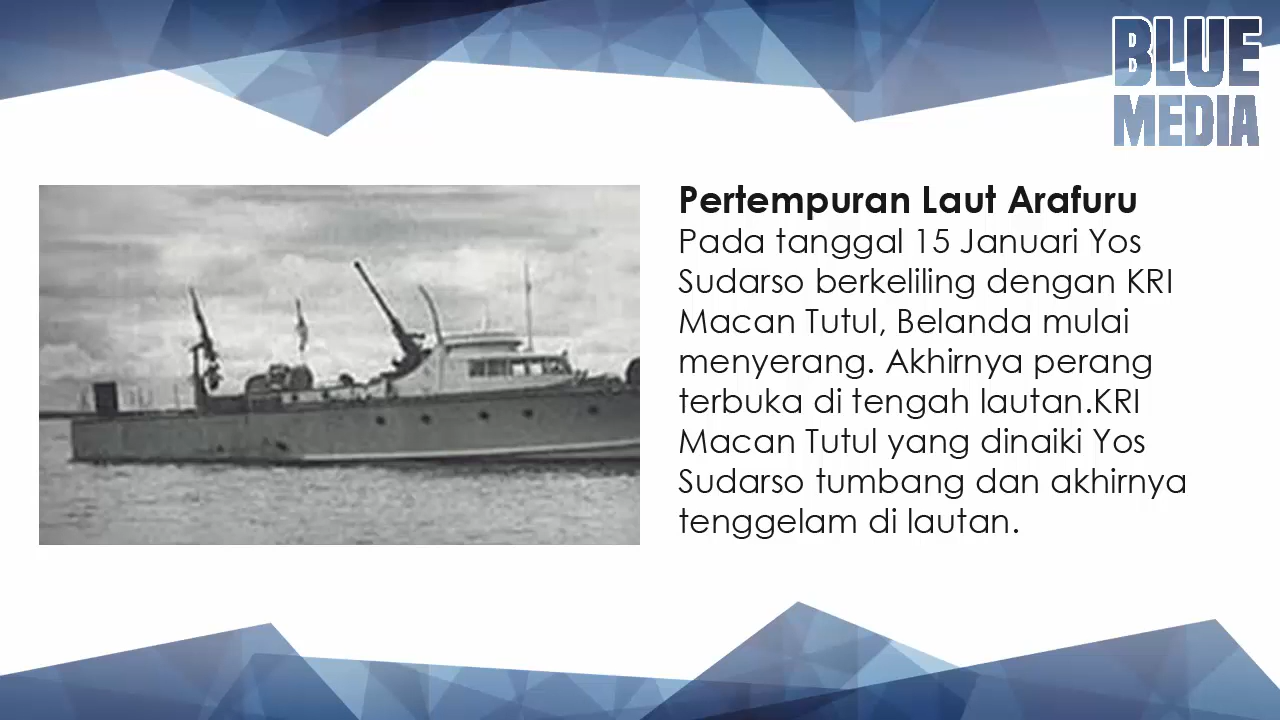 BLUE
MEDIA
Pertempuran Laut Arafuru
Pada tanggal 15 Januari Yos
Sudarso berkeliling dengan KRI
Macan Tutul, Belanda mulai
menyerang. Akhirnya perang
terbuka di tengah lautan.KRI
Macan Tutul yang dinaiki Yos
Sudarso tumbang dan akhirnya
tenggelam di lautan.